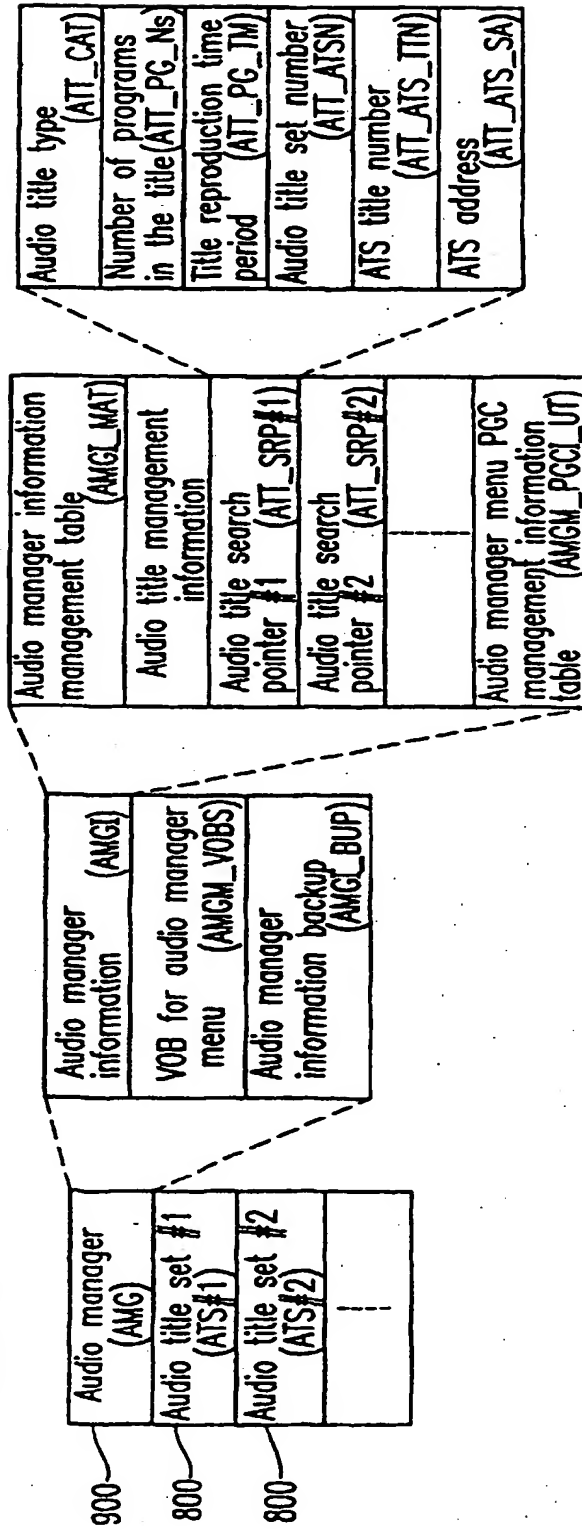 900
800
800
Audio manager
(AMG)
Audio title set #1
(ATS#1)
Audio title set #2
(ATS#2)
Audio manager
information (AMGI)
VOB for audio manager
menu (AMGM_VOBS)
Audio manager
information backup
(AMGI_BUP)
Audio manager information
management table
(AMGI_MAT)
Audio title management
information
Audio title search
pointer #1 (ATT_SRP#1)
Audio title search
pointer #2 (ATT_SRP#2)
Audio manager menu PGC
management information
table (AMGM_PGCI_UT)
Audio title type
(ATT_CAT)
Number of programs
in the title(ATT_PG_Ns)
Title reproduction time
period (ATT_PG_TM)
Audio title set number
(ATT_ATSN)
ATS title number
(ATT_ATS_TTN)
ATS address
(ATT_ATS_SA)